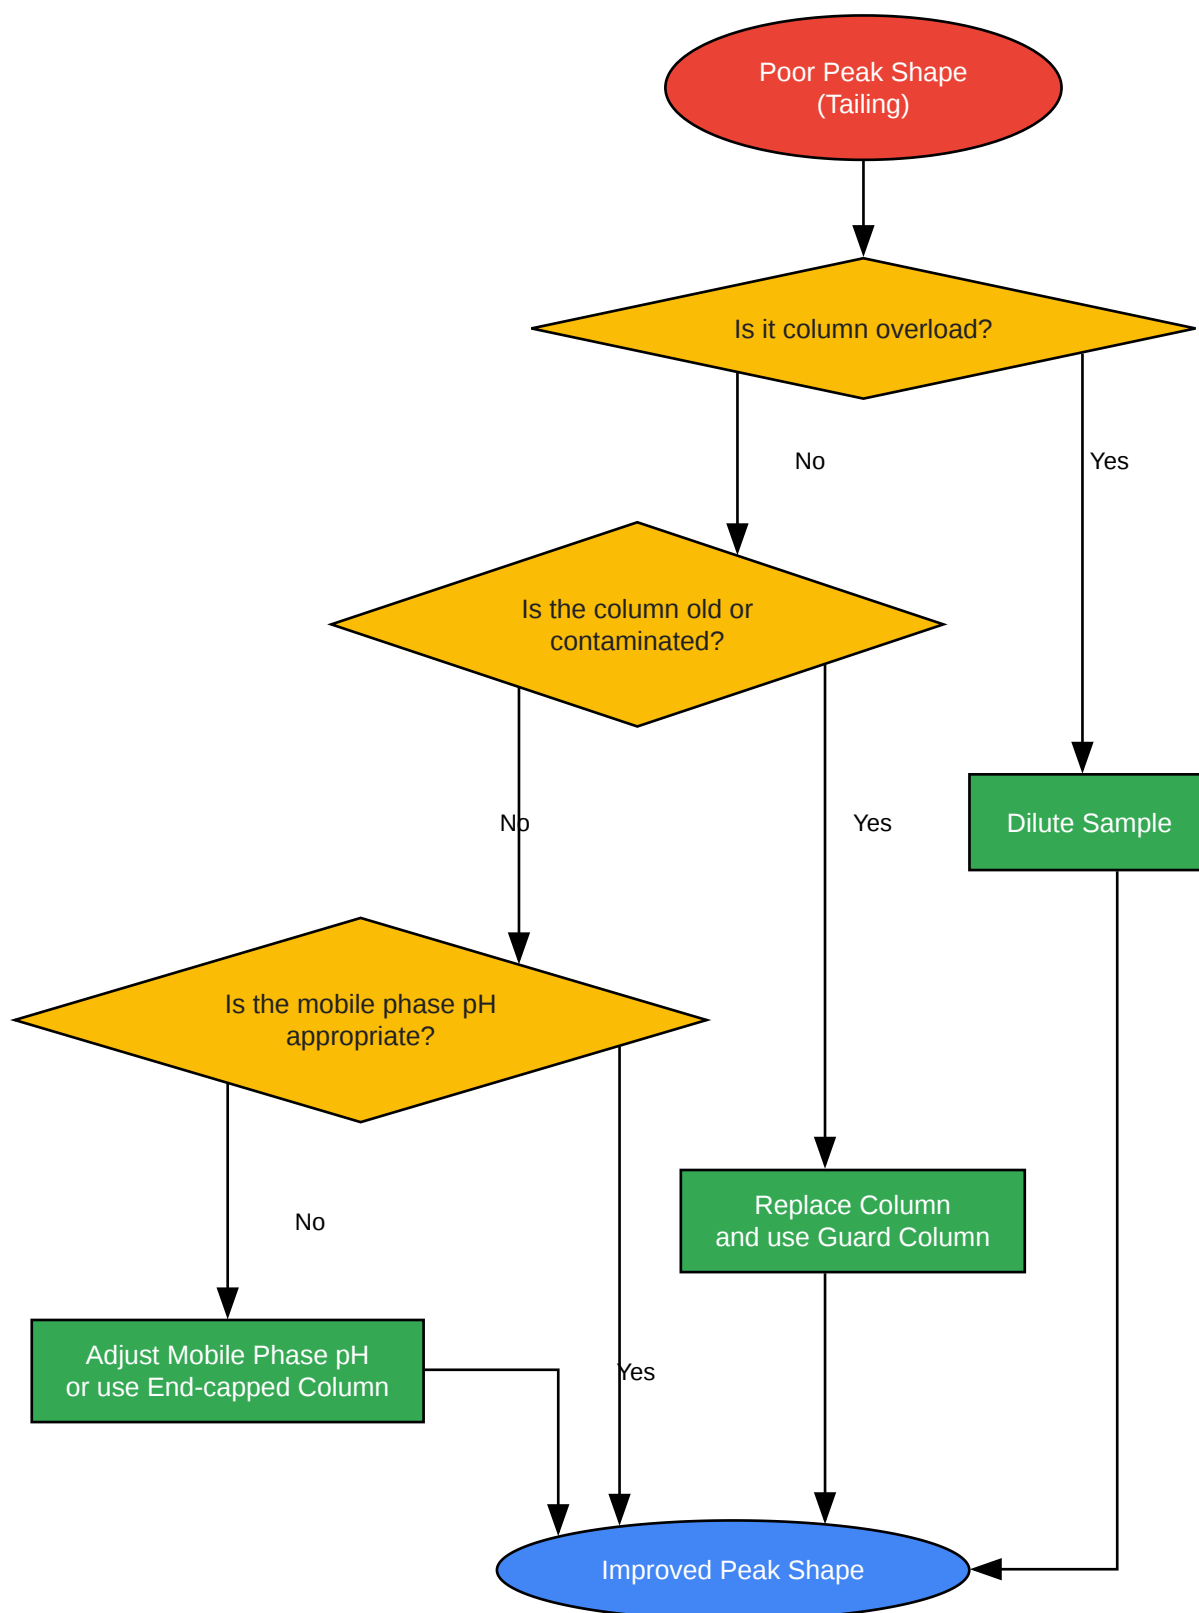 Poor Peak Shape
(Tailing)
Is it column overload?
No
Yes
Is the column old or
contaminated?
No
Yes
Dilute Sample
Is the mobile phase pH
appropriate?
No
Replace Column
and use Guard Column
Adjust Mobile Phase pH
or use End-capped Column
Yes
Improved Peak Shape